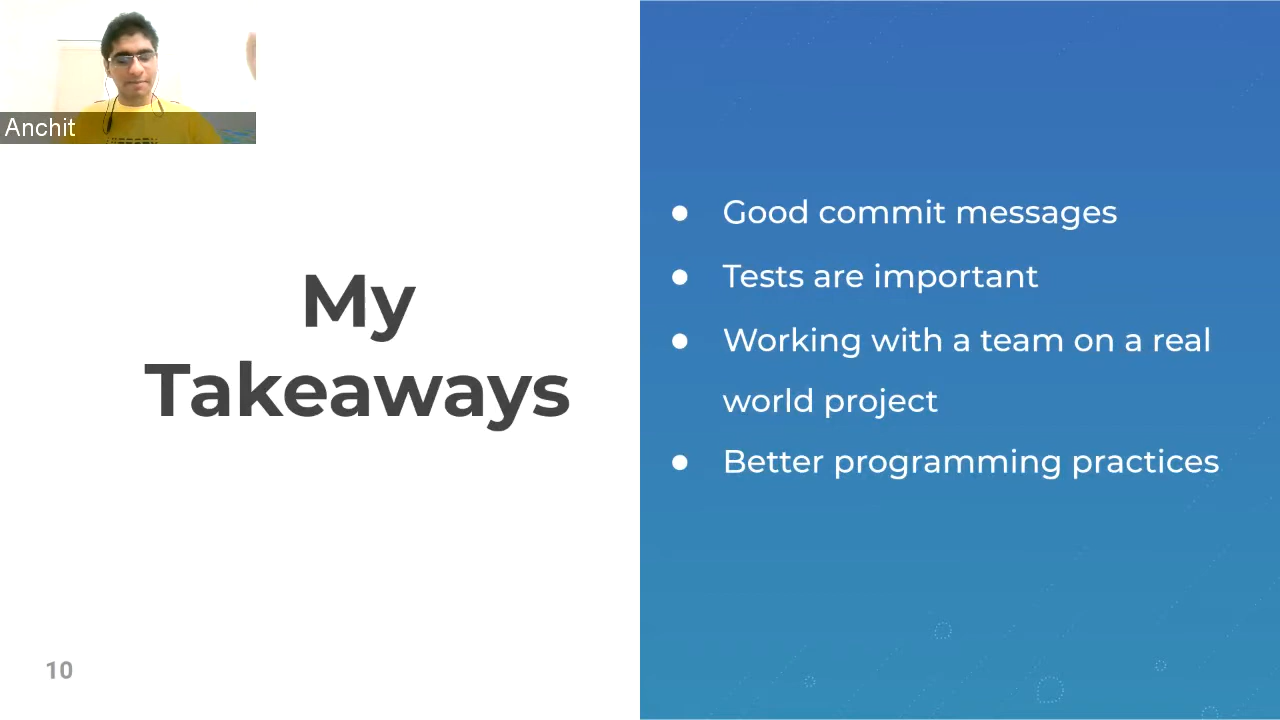 Anchit
My
Takeaways
● Good commit messages
● Tests are important
● Working with a team on a real
world project
● Better programming practices
10